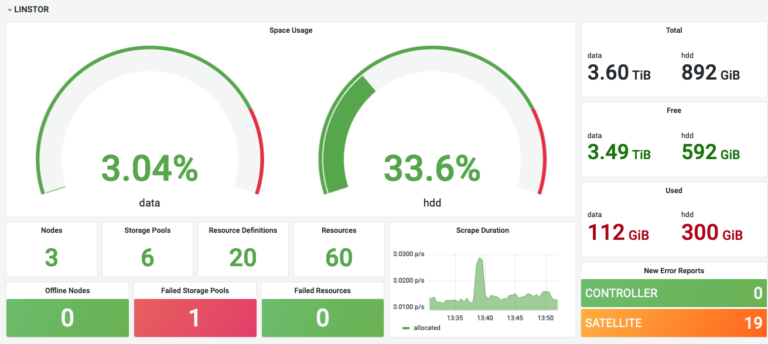 LINSTOR
Space Usage
3.04%
data
33.6%
hdd
Total
data hdd
3.60 TiB 892 GiB
Free
data hdd
3.49 TiB 592 GiB
Used
data hdd
112 GiB 300 GiB
Nodes
3
Storage Pools
6
Resource Definitions
20
Resources
60
Offline Nodes
0
Failed Storage Pools
1
Failed Resources
0
Scrape Duration
0.0300 p/s
0.0200 p/s
0.0100 p/s
13:35 13:40 13:45 13:50
allocated
New Error Reports
CONTROLLER 0
SATELLITE 19